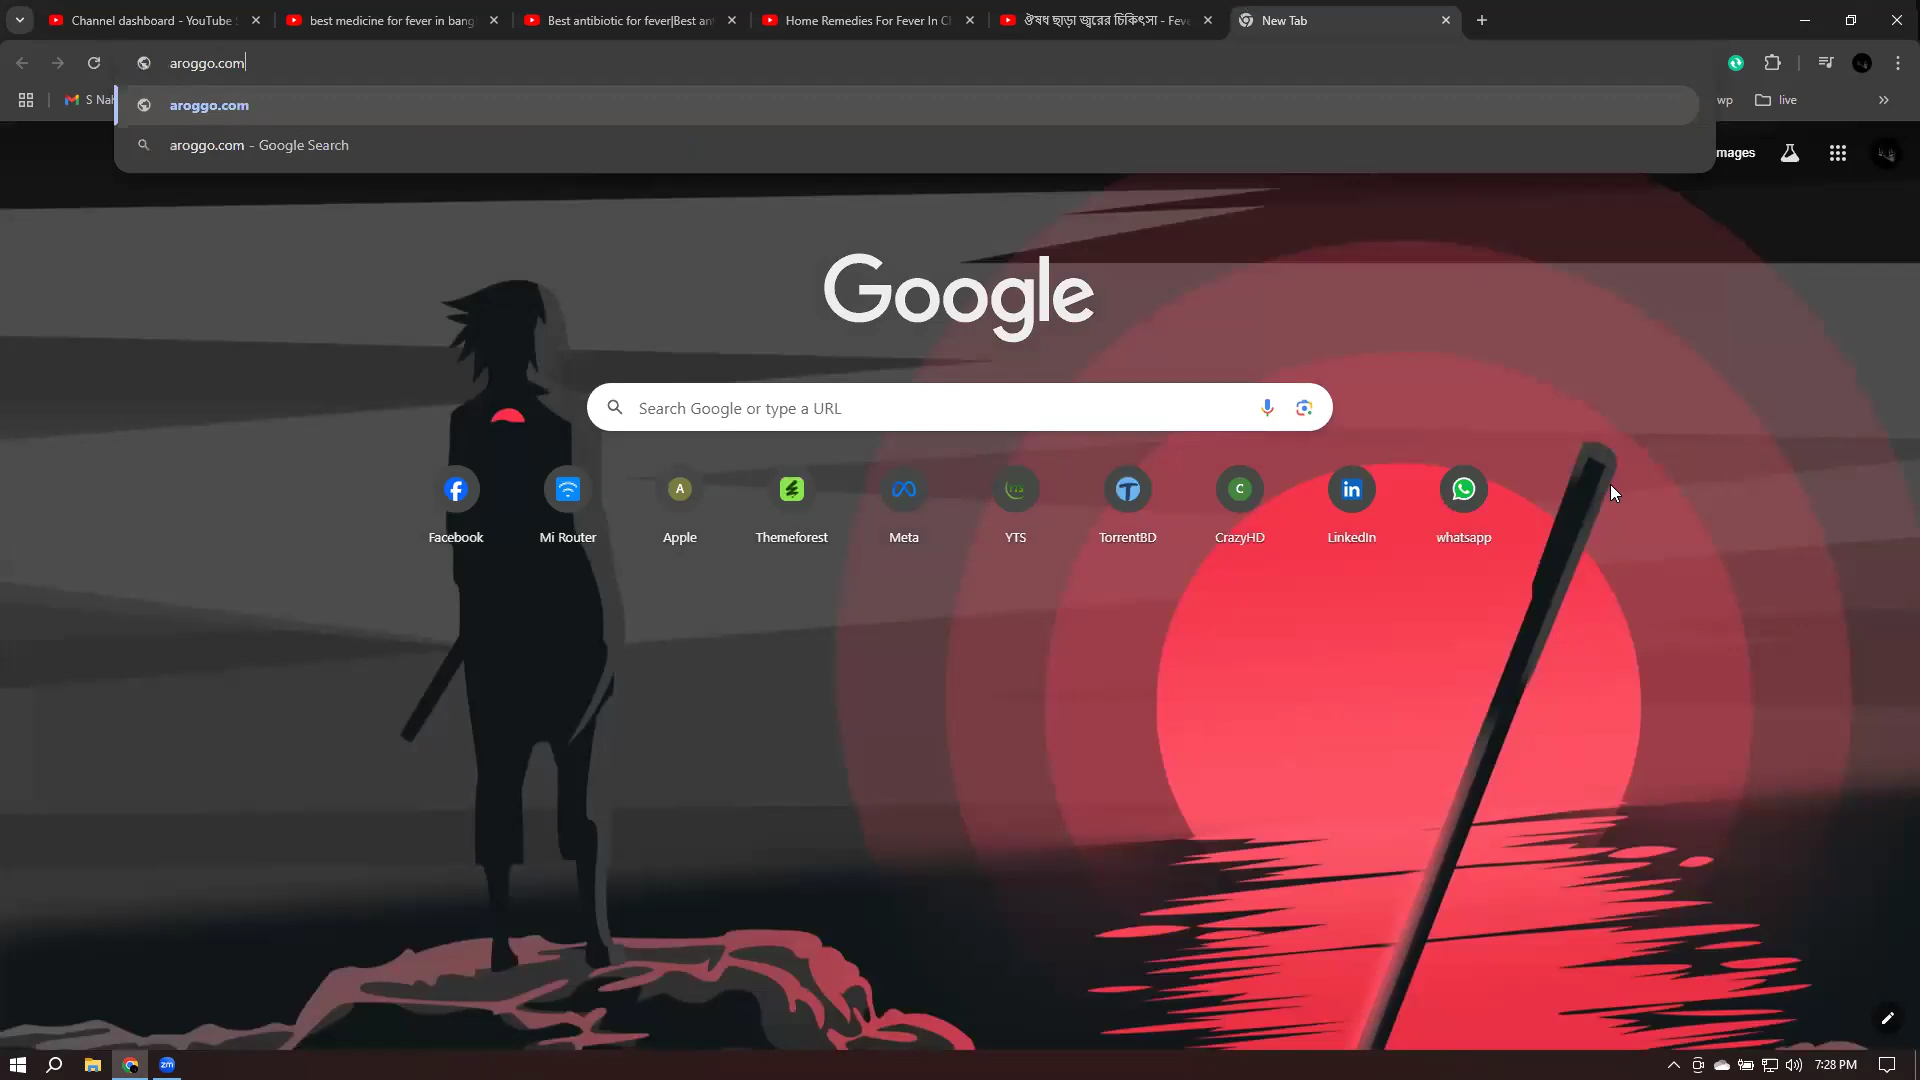 Channel dashboard - YouTube
best medicine for fever in bang
Best antibiotic for fever|Best an
Home Remedies For Fever In C
ঔষধ ছাড়া জ্বরের চিকিৎসা - Feve
New Tab
aroggo.com
S Nah
aroggo.com
wp
live
aroggo.com - Google Search
mages
Google
Search Google or type a URL
A
C
Facebook
Mi Router
Apple
Themeforest
Meta
YTS
TorrentBD
CrazyHD
LinkedIn
whatsapp
zm
7:28 PM